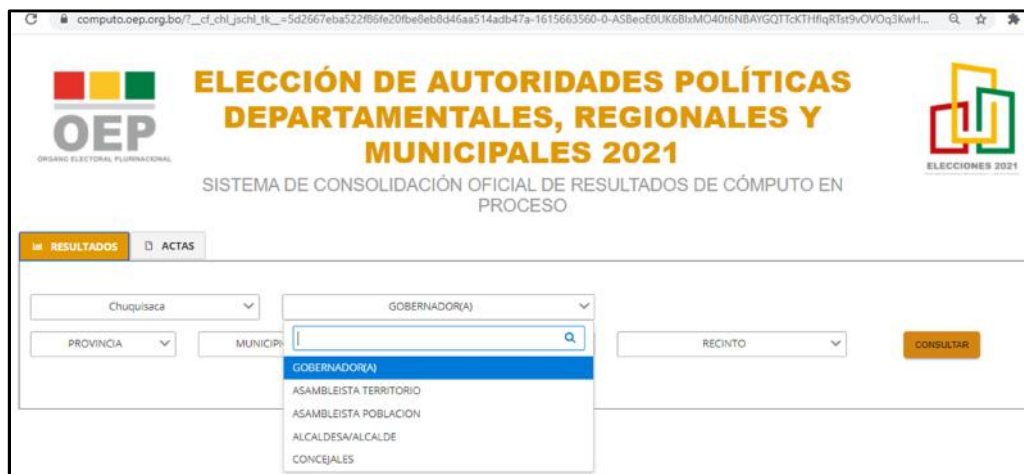 computo.oep.org.bo/?__cf_chl_jschl_tk__=5d2667eba522f86fe20fbe8eb8d46aa514adb47a-1615663560-0-ASBeoE0UK6BlxMO40t6NBAYGQTTcKTHflqRTst9vOVOq3KwH...
ELECCIÓN DE AUTORIDADES POLÍTICAS
DEPARTAMENTALES, REGIONALES Y
MUNICIPALES 2021
OEP
ORGANO ELECTORAL PLURINACIONAL
ELECCIONES 2021
SISTEMA DE CONSOLIDACIÓN OFICIAL DE RESULTADOS DE CÓMPUTO EN
PROCESO
RESULTADOS ACTAS
Chuquisaca GOBERNADOR(A)
PROVINCIA MUNICIPI RECINTO CONSULTAR
GOBERNADOR(A)
ASAMBLEISTA TERRITORIO
ASAMBLEISTA POBLACION
ALCALDESA/ALCALDE
CONCEJALES